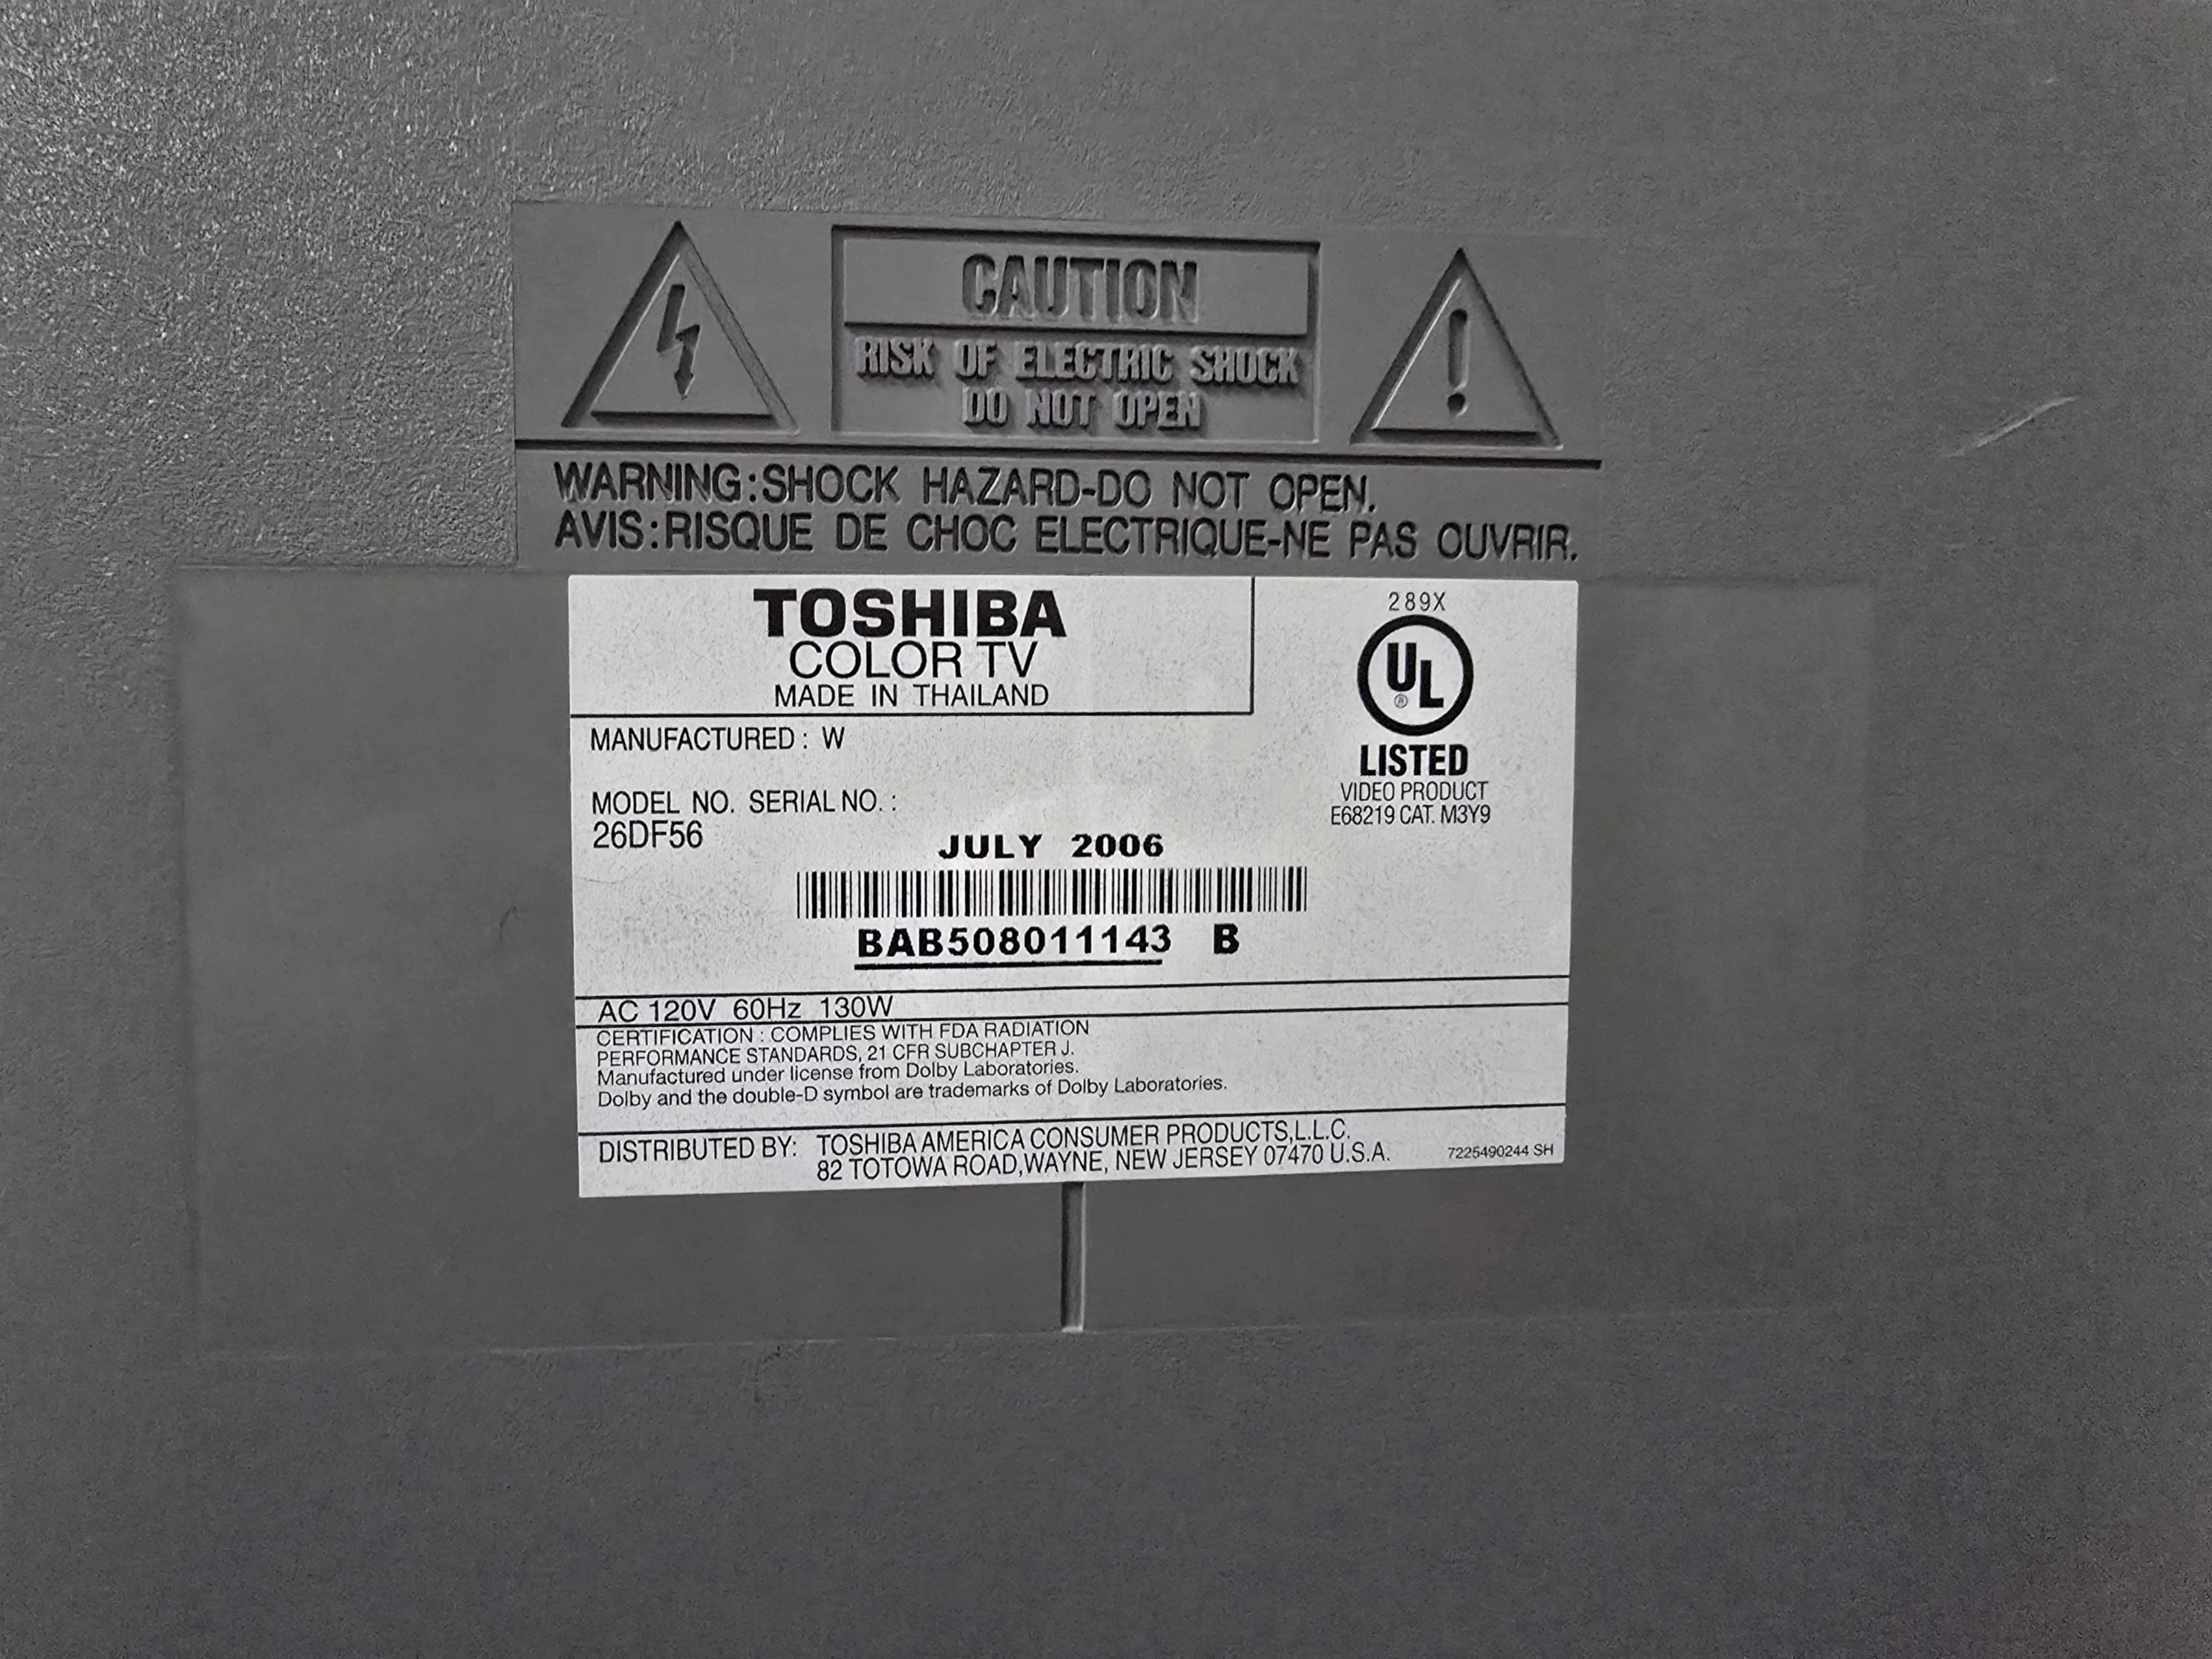 CAUTION
RISK OF ELECTRIC SHOCK
DO NOT OPEN
WARNING:SHOCK HAZARD-DO NOT OPEN.
AVIS:RISQUE DE CHOC ELECTRIQUE-NE PAS OUVRIR.
TOSHIBA
COLOR TV
MADE IN THAILAND
289X
UL
®
LISTED
VIDEO PRODUCT
E68219 CAT. M3Y9
MANUFACTURED : W
MODEL NO. SERIAL NO. :
26DF56
JULY 2006
BAB508011143 B
AC 120V 60Hz 130W
CERTIFICATION : COMPLIES WITH FDA RADIATION
PERFORMANCE STANDARDS, 21 CFR SUBCHAPTER J.
Manufactured under license from Dolby Laboratories.
Dolby and the double-D symbol are trademarks of Dolby Laboratories.
DISTRIBUTED BY: TOSHIBA AMERICA CONSUMER PRODUCTS,L.L.C.
82 TOTOWA ROAD,WAYNE, NEW JERSEY 07470 U.S.A.
7225490244 SH